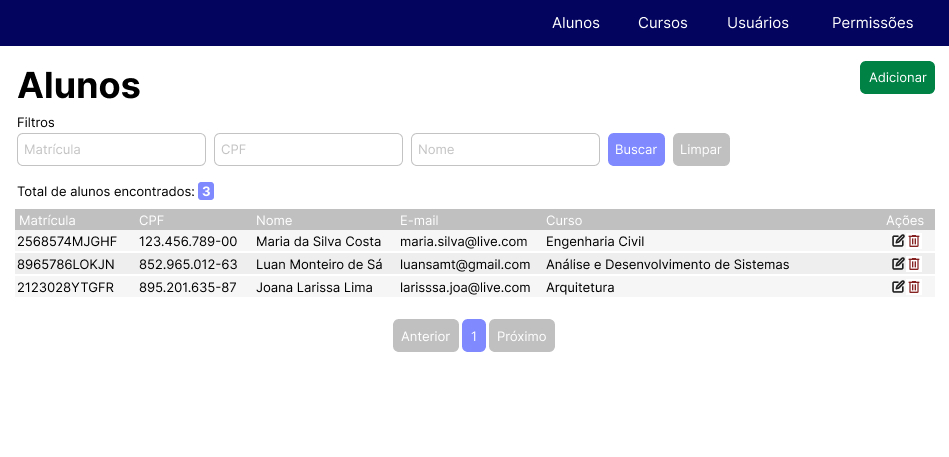 Alunos Cursos Usuários Permissões
Alunos
Adicionar
Filtros
Matrícula CPF Nome Buscar Limpar
Total de alunos encontrados: 3
Matrícula CPF Nome E-mail Curso Ações
2568574MJGHF 123.456.789-00 Maria da Silva Costa maria.silva@live.com Engenharia Civil
8965786LOKJN 852.965.012-63 Luan Monteiro de Sá luansamt@gmail.com Análise e Desenvolvimento de Sistemas
2123028YTGFR 895.201.635-87 Joana Larissa Lima larisssa.joa@live.com Arquitetura
Anterior 1 Próximo